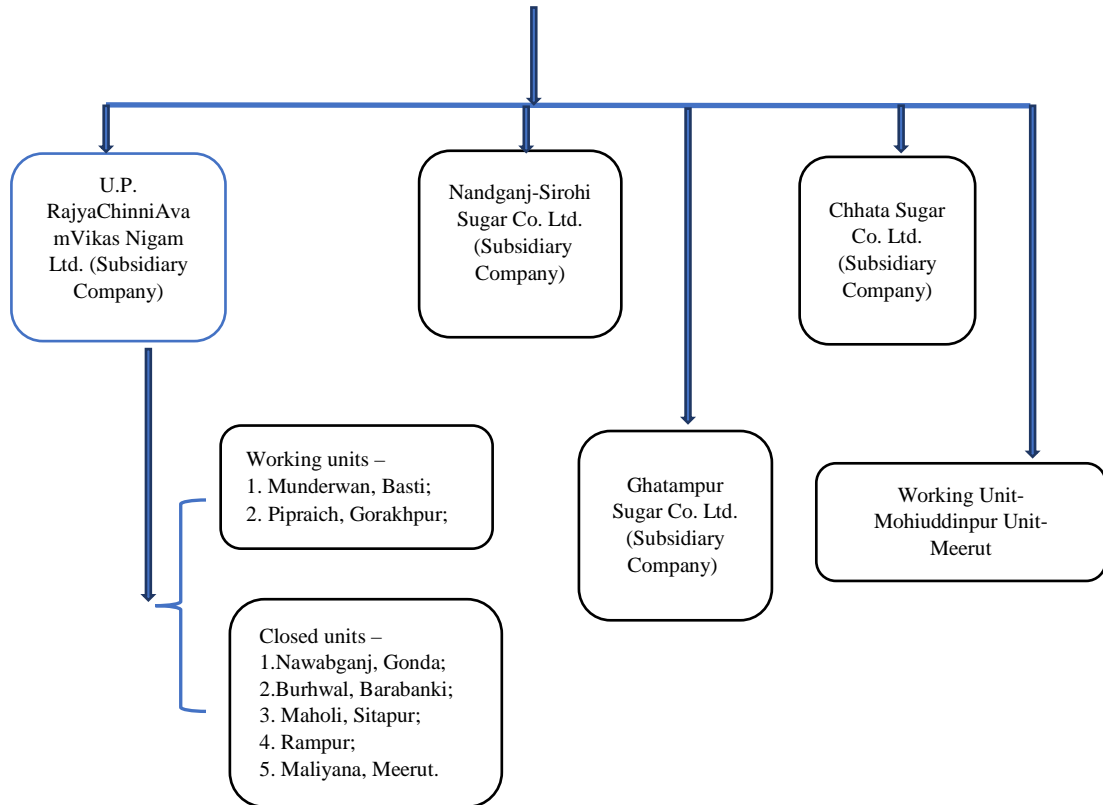 U.P.
RajyaChinniAva
mVikas Nigam
Ltd. (Subsidiary
Company)
Nandganj-Sirohi
Sugar Co. Ltd.
(Subsidiary
Company)
Chhata Sugar
Co. Ltd.
(Subsidiary
Company)
Working units –
1. Munderwan, Basti;
2. Pipraich, Gorakhpur;
Ghatampur
Sugar Co. Ltd.
(Subsidiary
Company)
Working Unit-
Mohiuddinpur Unit-
Meerut
Closed units –
1.Nawabganj, Gonda;
2.Burhwal, Barabanki;
3. Maholi, Sitapur;
4. Rampur;
5. Maliyana, Meerut.